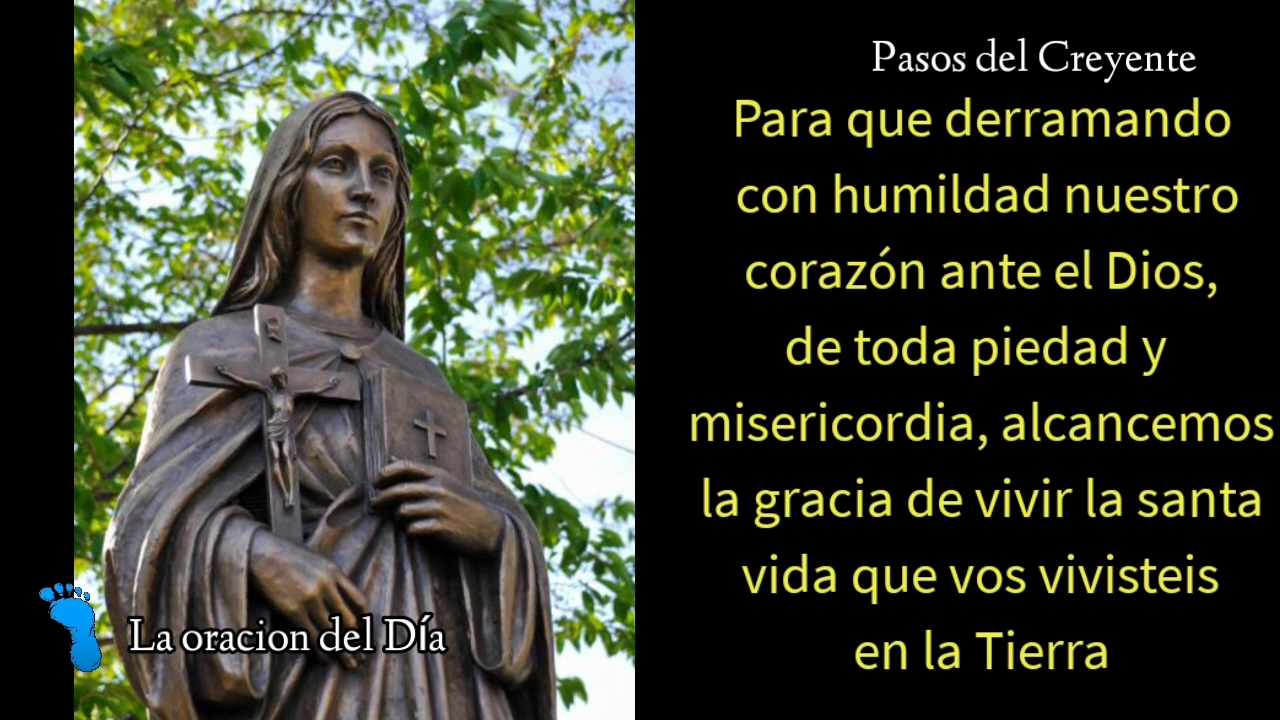 Pasos del Creyente
Para que derramando
con humildad nuestro
corazón ante el Dios,
de toda piedad y
misericordia, alcancemos
la gracia de vivir la santa
vida que vos vivisteis
en la Tierra
La oracion del Día